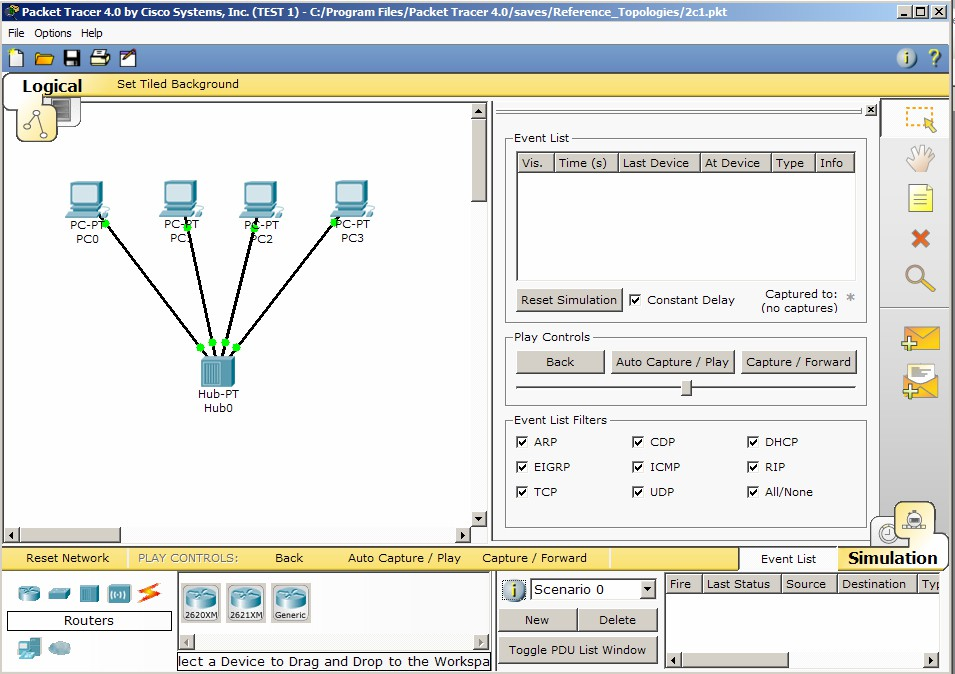 Packet Tracer 4.0 by Cisco Systems, Inc. (TEST 1) - C:/Program Files/Packet Tracer 4.0/saves/Reference_Topologies/2c1.pkt
File Options Help
Logical Set Tiled Background
PC-PT
PC0
PC-PT
PC1
PC-PT
PC2
PC-PT
PC3
Hub-PT
Hub0
Event List
Vis. Time (s) Last Device At Device Type Info
Reset Simulation Constant Delay Captured to: *
(no captures)
Play Controls
Back Auto Capture / Play Capture / Forward
Event List Filters
ARP CDP DHCP
EIGRP ICMP RIP
TCP UDP All/None
Reset Network PLAY CONTROLS: Back Auto Capture / Play Capture / Forward Event List Simulation
Routers
2620XM 2621XM Generic
lect a Device to Drag and Drop to the Workspa
Scenario 0
New Delete
Toggle PDU List Window
Fire Last Status Source Destination Typ